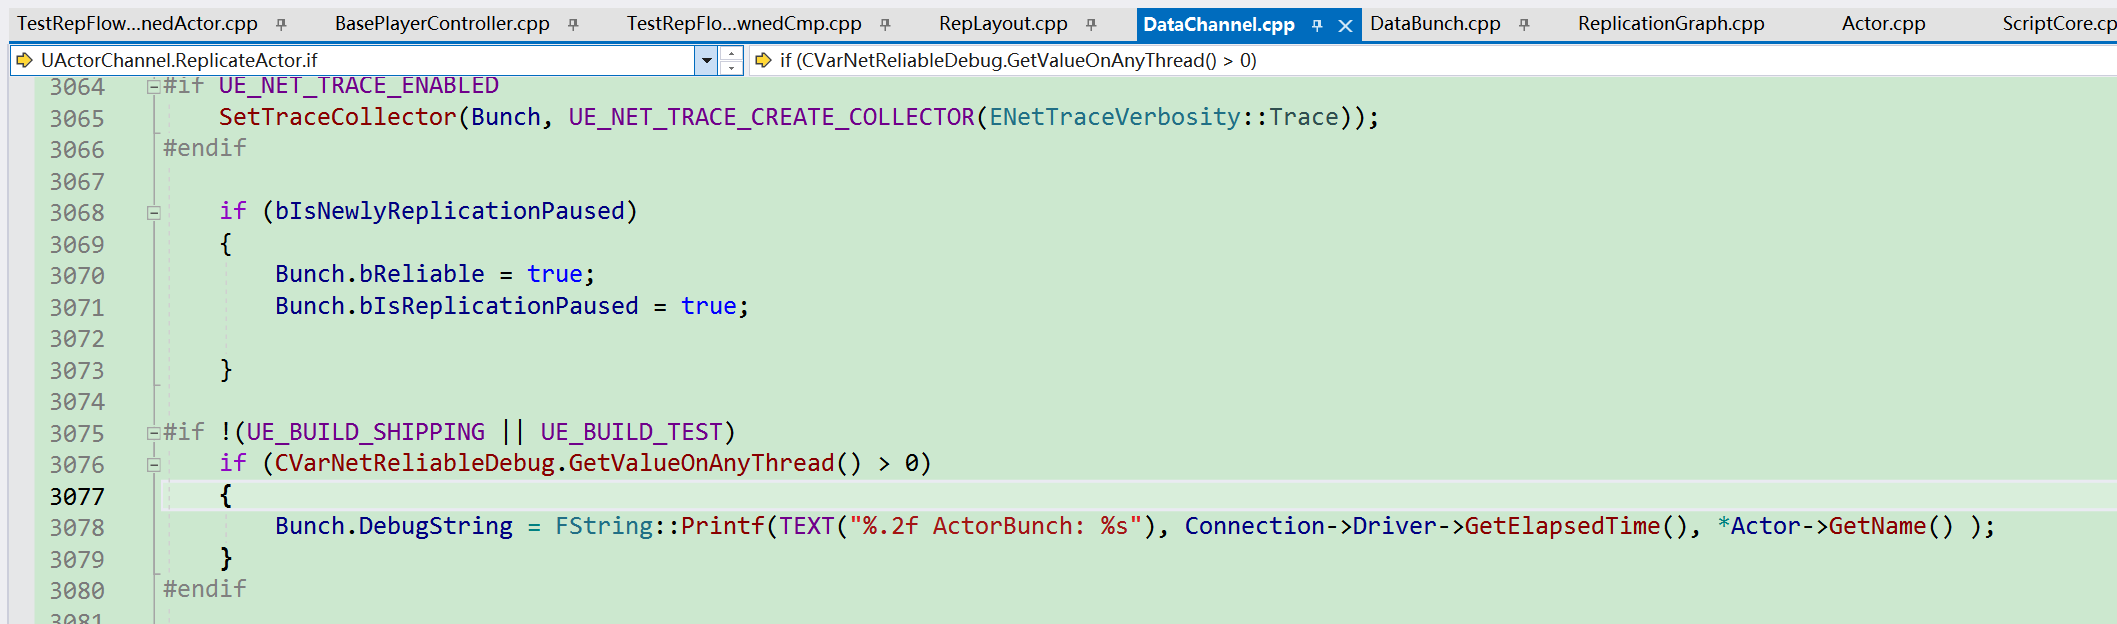 TestRepFlow...nedActor.cpp BasePlayerController.cpp TestRepFlo...wnedCmp.cpp RepLayout.cpp DataChannel.cpp DataBunch.cpp ReplicationGraph.cpp Actor.cpp ScriptCore.cp
UActorChannel.ReplicateActor.if if (CVarNetReliableDebug.GetValueOnAnyThread() > 0)
3064 #if UE_NET_TRACE_ENABLED
3065 SetTraceCollector(Bunch, UE_NET_TRACE_CREATE_COLLECTOR(ENetTraceVerbosity::Trace));
3066 #endif
3067
3068 if (bIsNewlyReplicationPaused)
3069 {
3070 Bunch.bReliable = true;
3071 Bunch.bIsReplicationPaused = true;
3072
3073 }
3074
3075 #if !(UE_BUILD_SHIPPING || UE_BUILD_TEST)
3076 if (CVarNetReliableDebug.GetValueOnAnyThread() > 0)
3077 {
3078 Bunch.DebugString = FString::Printf(TEXT("%.2f ActorBunch: %s"), Connection->Driver->GetElapsedTime(), *Actor->GetName() );
3079 }
3080 #endif
3081